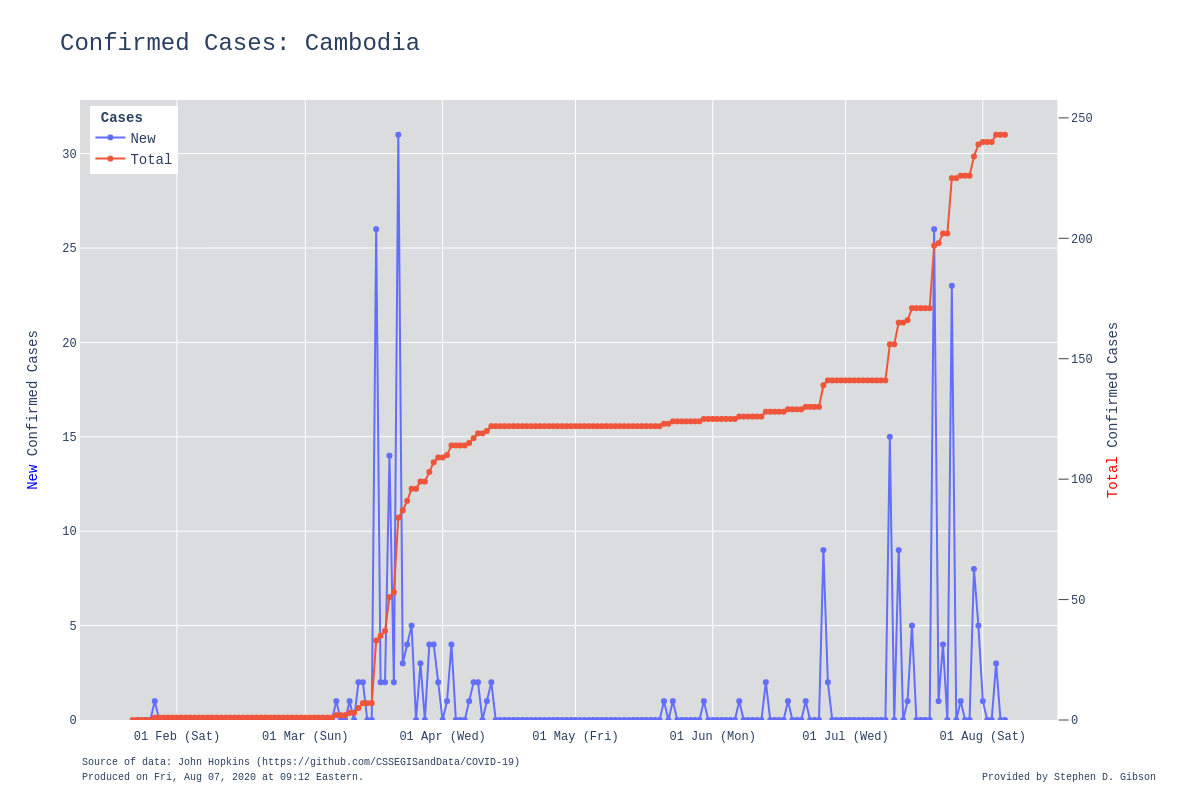 Confirmed Cases: Cambodia
Cases
New
Total
30
25
20
15
10
5
0
250
200
150
100
50
0
New Confirmed Cases
Total Confirmed Cases
01 Feb (Sat) 01 Mar (Sun) 01 Apr (Wed) 01 May (Fri) 01 Jun (Mon) 01 Jul (Wed) 01 Aug (Sat)
Source of data: John Hopkins (https://github.com/CSSEGISandData/COVID-19)
Produced on Fri, Aug 07, 2020 at 09:12 Eastern.
Provided by Stephen D. Gibson